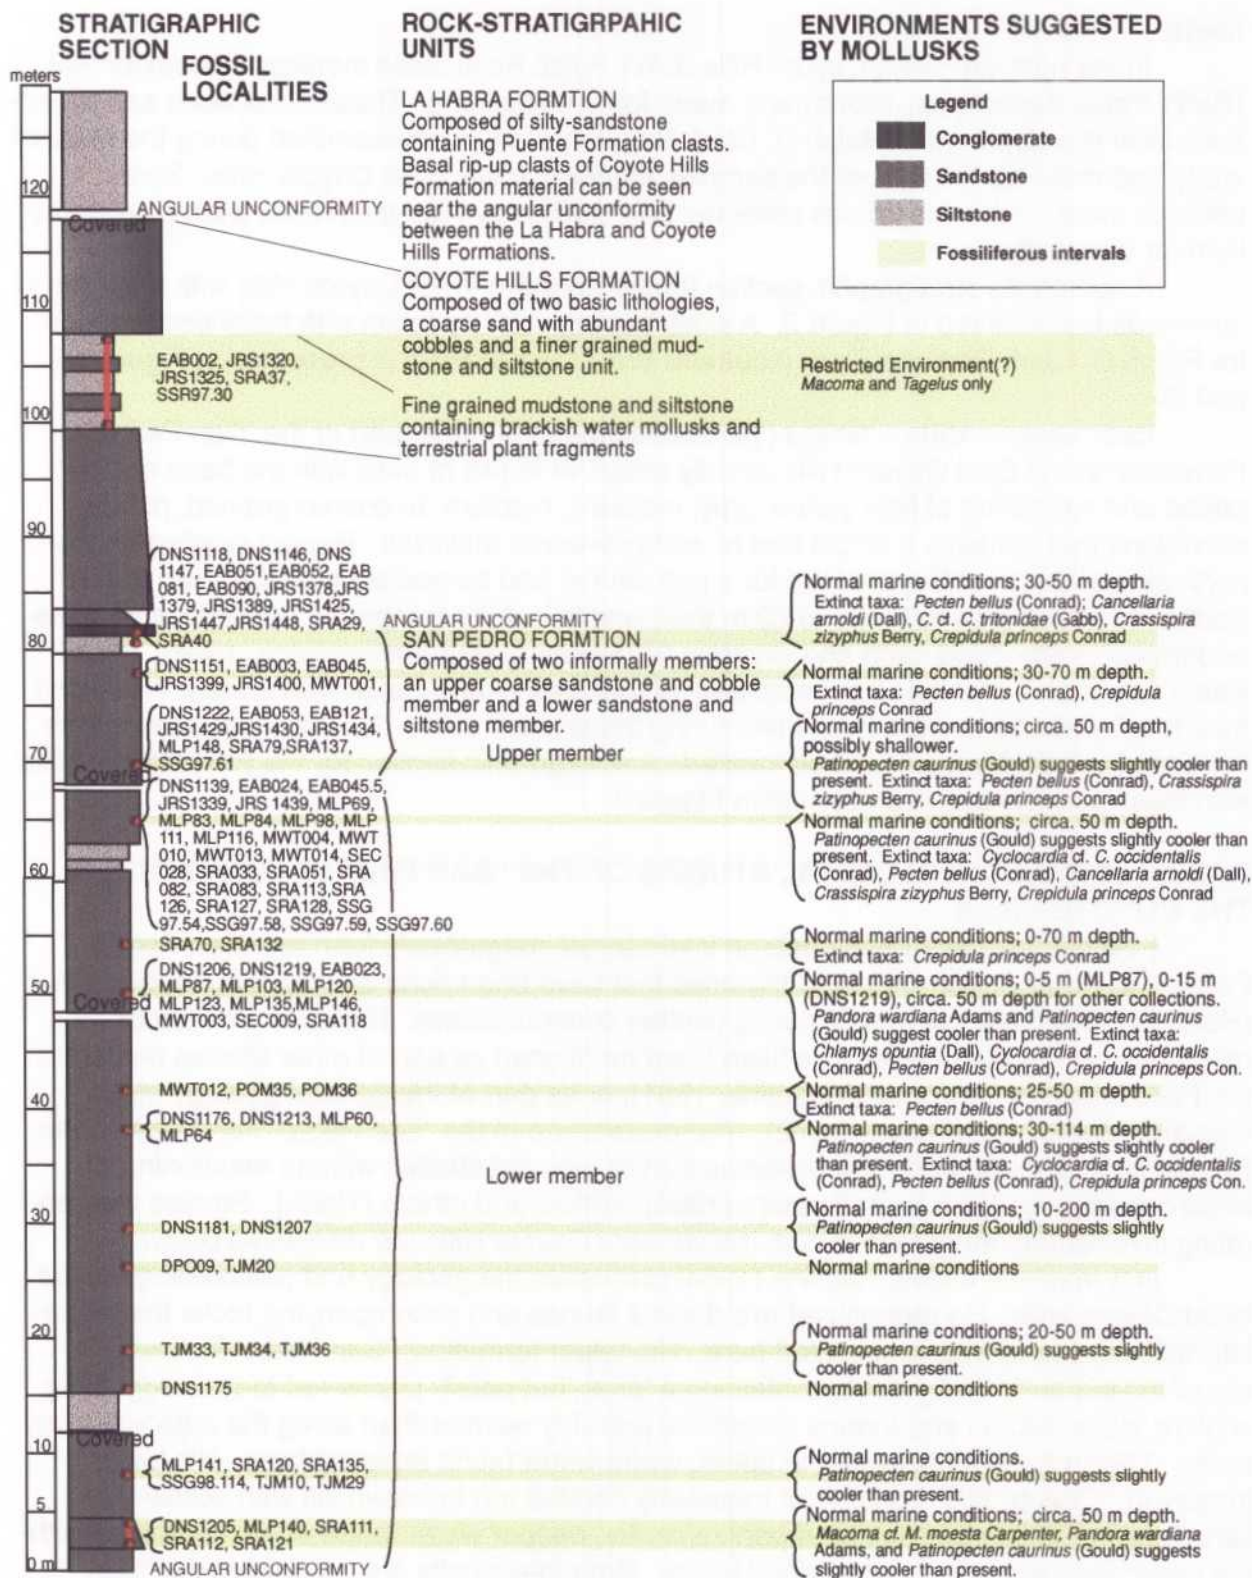 STRATIGRAPHIC
SECTION
FOSSIL
LOCALITIES
ROCK-STRATIGRPAHIC
UNITS
ENVIRONMENTS SUGGESTED
BY MOLLUSKS
meters
Legend
Conglomerate
Sandstone
Siltstone
Fossiliferous intervals
LA HABRA FORMTION
Composed of silty-sandstone
containing Puente Formation clasts.
Basal rip-up clasts of Coyote Hills
Formation material can be seen
near the angular unconformity
between the La Habra and Coyote
Hills Formations.
120
ANGULAR UNCONFORMITY
Covered
COYOTE HILLS FORMATION
Composed of two basic lithologies,
a coarse sand with abundant
cobbles and a finer grained mud-
stone and siltstone unit.
110
EAB002, JRS1320,
JRS1325, SRA37,
SSR97.30
Restricted Environment(?)
Macoma and Tagelus only
100
Fine grained mudstone and siltstone
containing brackish water mollusks and
terrestrial plant fragments
90
DNS1118, DNS1146, DNS
1147, EAB051,EAB052, EAB
081, EAB090, JRS1378,JRS
1379, JRS1389, JRS1425,
JRS1447,JRS1448, SRA29,
SRA40
Normal marine conditions; 30-50 m depth.
Extinct taxa: Pecten bellus (Conrad); Cancellaria
arnoldi (Dall), C. cf. C. tritonidae (Gabb), Crassispira
zizyphus Berry, Crepidula princeps Conrad
80
ANGULAR UNCONFORMITY
SAN PEDRO FORMTION
Composed of two informally members:
an upper coarse sandstone and cobble
member and a lower sandstone and
siltstone member.
Upper member
DNS1151, EAB003, EAB045,
JRS1399, JRS1400, MWT001,
Normal marine conditions; 30-70 m depth.
Extinct taxa: Pecten bellus (Conrad), Crepidula
princeps Conrad
DNS1222, EAB053, EAB121,
JRS1429,JRS1430, JRS1434,
MLP148, SRA79,SRA137,
SSG97.61
Normal marine conditions; circa. 50 m depth,
possibly shallower.
Patinopecten caurinus (Gould) suggests slightly cooler than
present. Extinct taxa: Pecten bellus (Conrad), Crassispira
zizyphus Berry, Crepidula princeps Conrad
70
Covered
DNS1139, EAB024, EAB045.5,
JRS1339, JRS 1439, MLP69,
MLP83, MLP84, MLP98, MLP
111, MLP116, MWT004, MWT
010, MWT013, MWT014, SEC
028, SRA033, SRA051, SRA
082, SRA083, SRA113,SRA
126, SRA127, SRA128, SSG
97.54,SSG97.58, SSG97.59, SSG97.60
Normal marine conditions; circa. 50 m depth.
Patinopecten caurinus (Gould) suggests slightly cooler than
present. Extinct taxa: Cyclocardia cf. C. occidentalis
(Conrad), Pecten bellus (Conrad), Cancellaria arnoldi (Dall),
Crassispira zizyphus Berry, Crepidula princeps Conrad
60
SRA70, SRA132
Normal marine conditions; 0-70 m depth.
Extinct taxa: Crepidula princeps Conrad
DNS1206, DNS1219, EAB023,
MLP87, MLP103, MLP120,
MLP123, MLP135,MLP146,
MWT003, SEC009, SRA118
Normal marine conditions; 0-5 m (MLP87), 0-15 m
(DNS1219), circa. 50 m depth for other collections.
Pandora wardiana Adams and Patinopecten caurinus
(Gould) suggest cooler than present. Extinct taxa:
Chlamys opuntia (Dall), Cyclocardia cf. C. occidentalis
(Conrad), Pecten bellus (Conrad), Crepidula princeps Con.
50
Covered
MWT012, POM35, POM36
Normal marine conditions; 25-50 m depth.
Extinct taxa: Pecten bellus (Conrad)
40
DNS1176, DNS1213, MLP60,
MLP64
Normal marine conditions; 30-114 m depth.
Patinopecten caurinus (Gould) suggests slightly cooler
than present. Extinct taxa: Cyclocardia cf. C. occidentalis
(Conrad), Pecten bellus (Conrad), Crepidula princeps Con.
Lower member
30
DNS1181, DNS1207
Normal marine conditions; 10-200 m depth.
Patinopecten caurinus (Gould) suggests slightly
cooler than present.
DPO09, TJM20
Normal marine conditions
20
TJM33, TJM34, TJM36
Normal marine conditions; 20-50 m depth.
Patinopecten caurinus (Gould) suggests slightly
cooler than present.
DNS1175
Normal marine conditions
10
Covered
MLP141, SRA120, SRA135,
SSG98.114, TJM10, TJM29
Normal marine conditions.
Patinopecten caurinus (Gould) suggests slightly
cooler than present.
5
DNS1205, MLP140, SRA111,
SRA112, SRA121
Normal marine conditions; circa. 50 m depth.
Macoma cf. M. moesta Carpenter, Pandora wardiana
Adams, and Patinopecten caurinus (Gould) suggests
slightly cooler than present.
0 m
ANGULAR UNCONFORMITY